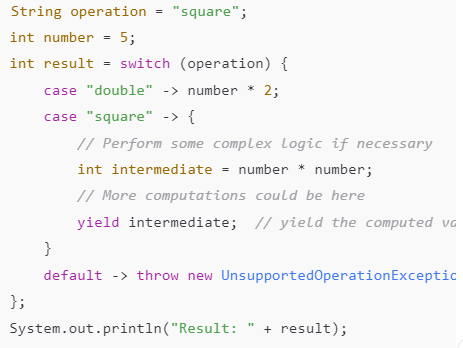 String operation = "square";
int number = 5;
int result = switch (operation) {
    case "double" -> number * 2;
    case "square" -> {
        // Perform some complex logic if necessary
        int intermediate = number * number;
        // More computations could be here
        yield intermediate;  // yield the computed
    }
    default -> throw new
};
System.out.println("Result: " + result);